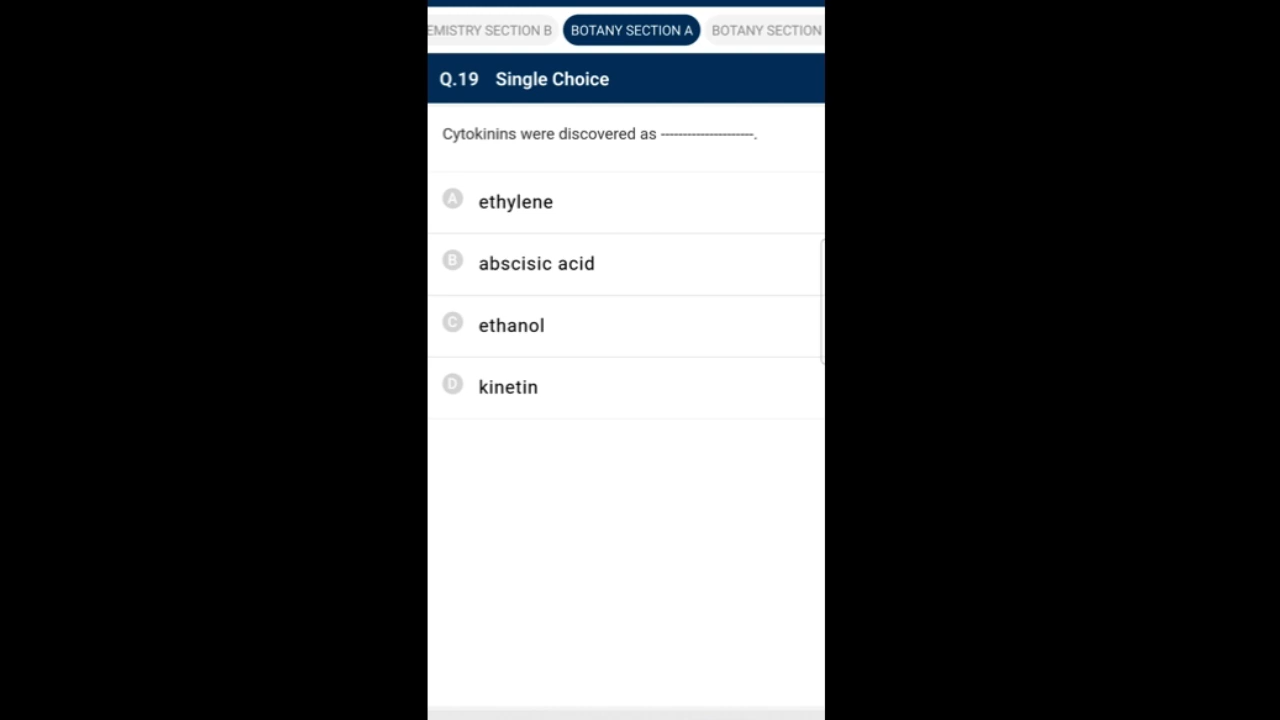 EMISTRY SECTION B BOTANY SECTION A BOTANY SECTION
Q.19 Single Choice
Cytokinins were discovered as --------------------.
A ethylene
B abscisic acid
C ethanol
D kinetin